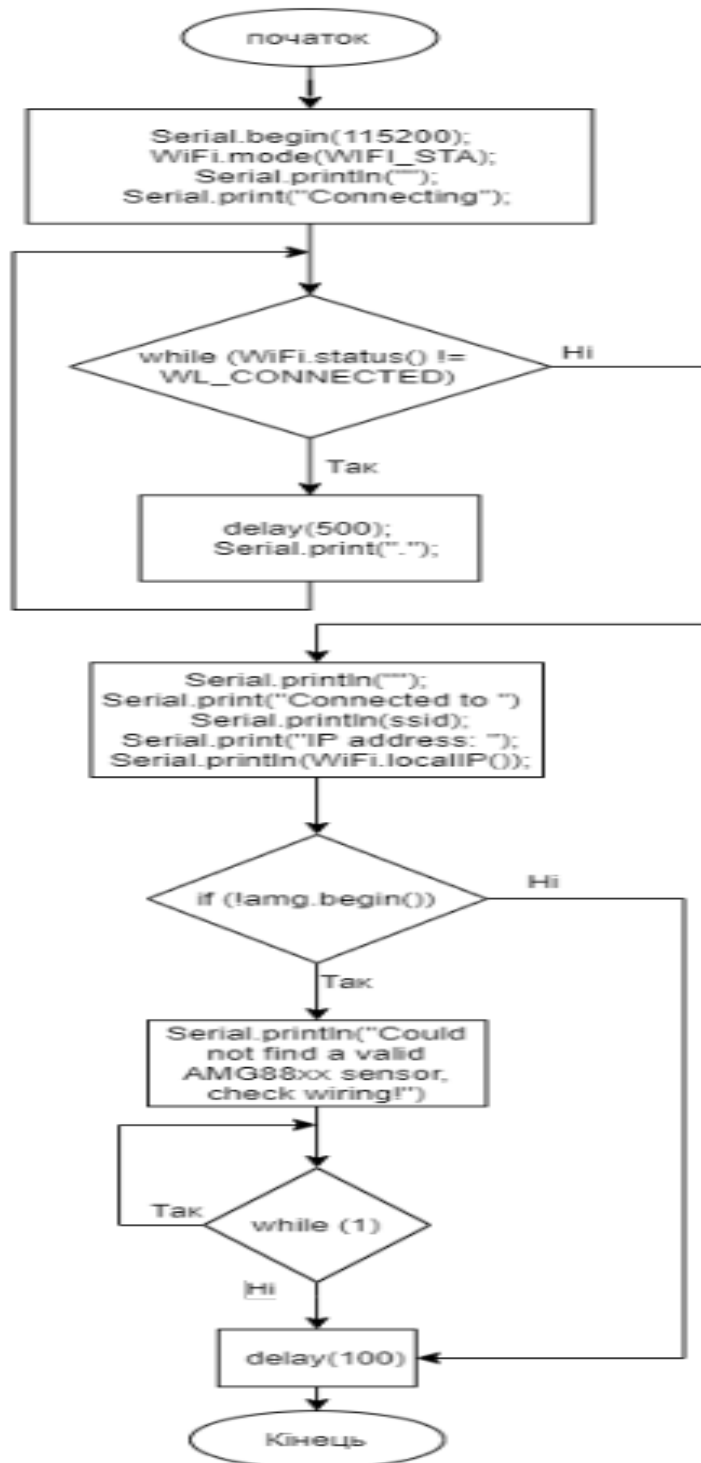 початок
Serial.begin(115200);
WiFi.mode(WIFI_STA);
Serial.println("");
Serial.print("Connecting");
while (WiFi.status() !=
WL_CONNECTED)
Ні
Так
delay(500);
Serial.print(".");
Serial.println("");
Serial.print("Connected to ")
Serial.println(ssid);
Serial.print("IP address: ");
Serial.println(WiFi.localIP());
if (!amg.begin())
Ні
Так
Serial.println("Could
not find a valid
AMG88xx sensor,
check wiring!")
Так
while (1)
Ні
delay(100)
Кінець